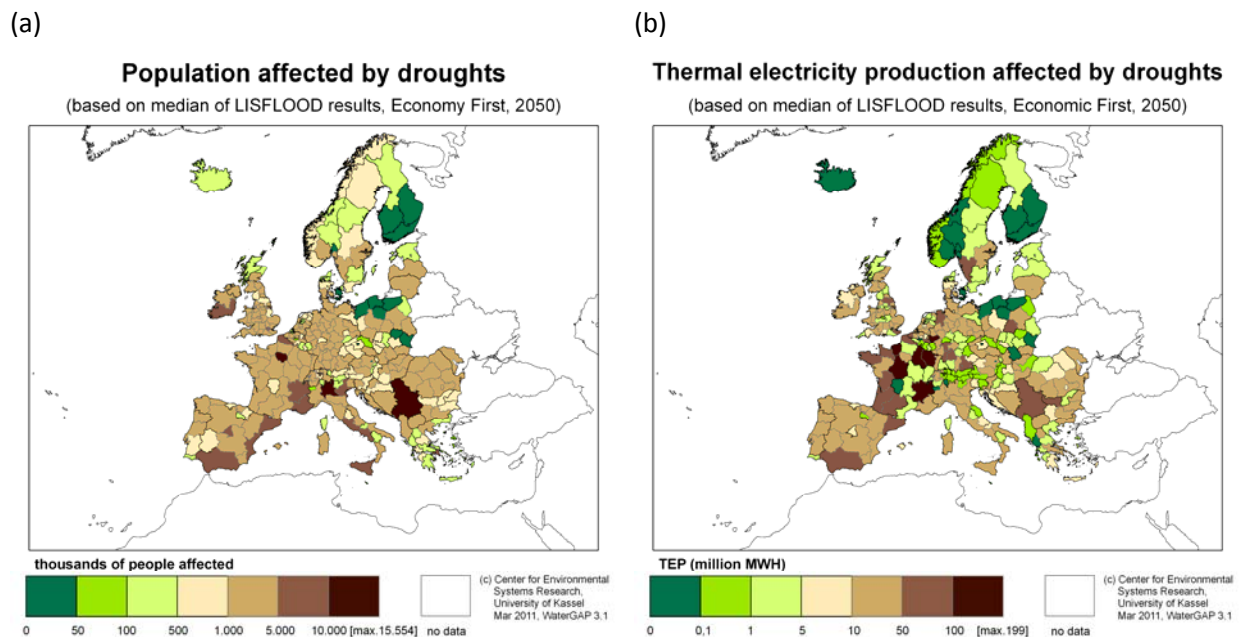 (a)
Population affected by droughts
(based on median of LISFLOOD results, Economy First, 2050)
thousands of people affected
0 50 100 500 1.000 5.000 10.000 [max.15.554]
no data
(c) Center for Environmental
Systems Research,
University of Kassel
Mar 2011, WaterGAP 3.1
(b)
Thermal electricity production affected by droughts
(based on median of LISFLOOD results, Economic First, 2050)
TEP (million MWH)
0 0,1 1 5 10 50 100 [max.199]
no data
(c) Center for Environmental
Systems Research,
University of Kassel
Mar 2011, WaterGAP 3.1